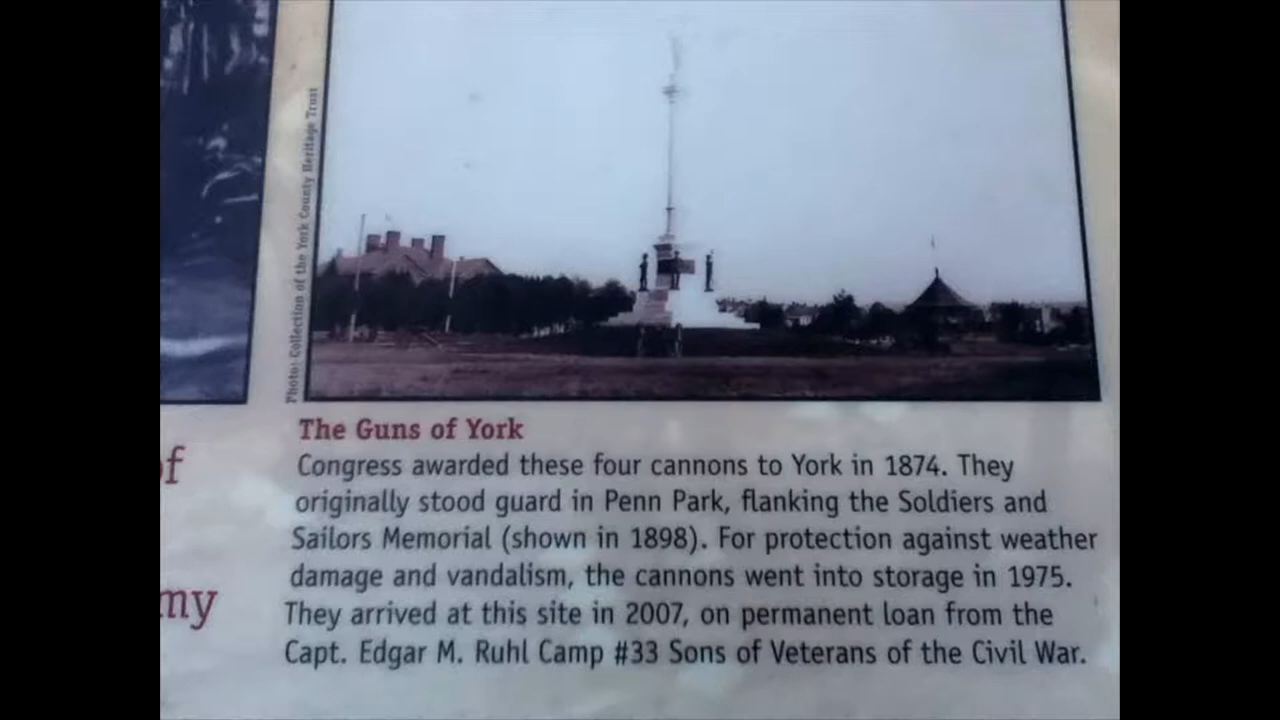 Photo: Collection of the York County Heritage Trust
of
my
The Guns of York
Congress awarded these four cannons to York in 1874. They
originally stood guard in Penn Park, flanking the Soldiers and
Sailors Memorial (shown in 1898). For protection against weather
damage and vandalism, the cannons went into storage in 1975.
They arrived at this site in 2007, on permanent loan from the
Capt. Edgar M. Ruhl Camp #33 Sons of Veterans of the Civil War.